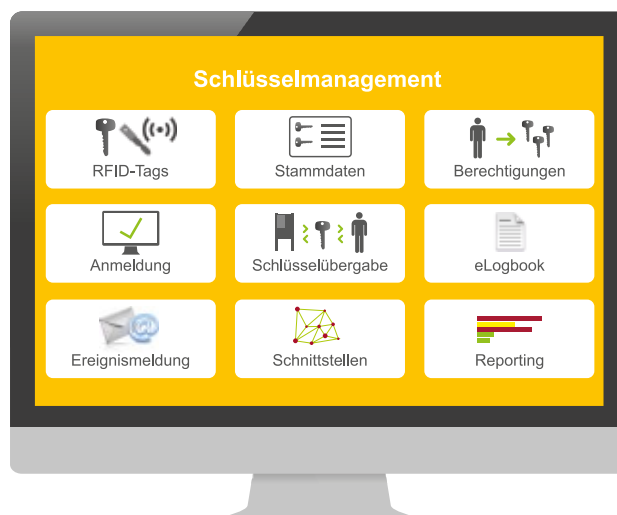 Schlüsselmanagement
RFID-Tags
Stammdaten
Berechtigungen
Anmeldung
Schlüsselübergabe
eLogbook
Ereignismeldung
Schnittstellen
Reporting